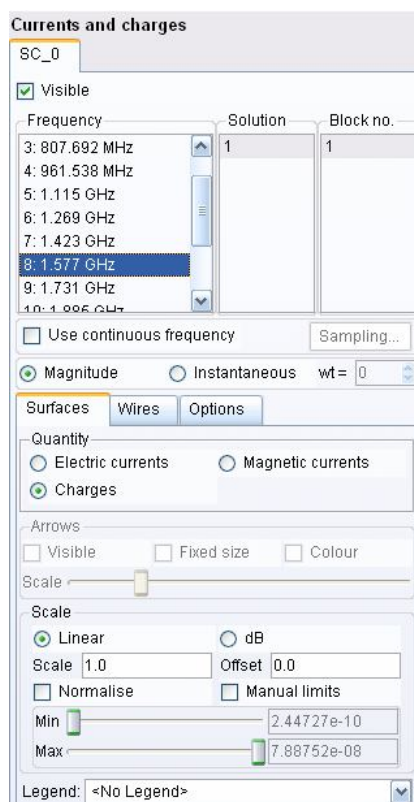 Currents and charges
SC_0
Visible
Frequency Solution Block no.
3: 807.692 MHz 1 1
4: 961.538 MHz
5: 1.115 GHz
6: 1.269 GHz
7: 1.423 GHz
8: 1.577 GHz
9: 1.731 GHz
10: 1.885 GHz
Use continuous frequency Sampling...
Magnitude Instantaneous wt = 0
Surfaces Wires Options
Quantity
Electric currents Magnetic currents
Charges
Arrows
Visible Fixed size Colour
Scale
Scale
Linear dB
Scale 1.0 Offset 0.0
Normalise Manual limits
Min 2.44727e-10
Max 7.88752e-08
Legend: <No Legend>